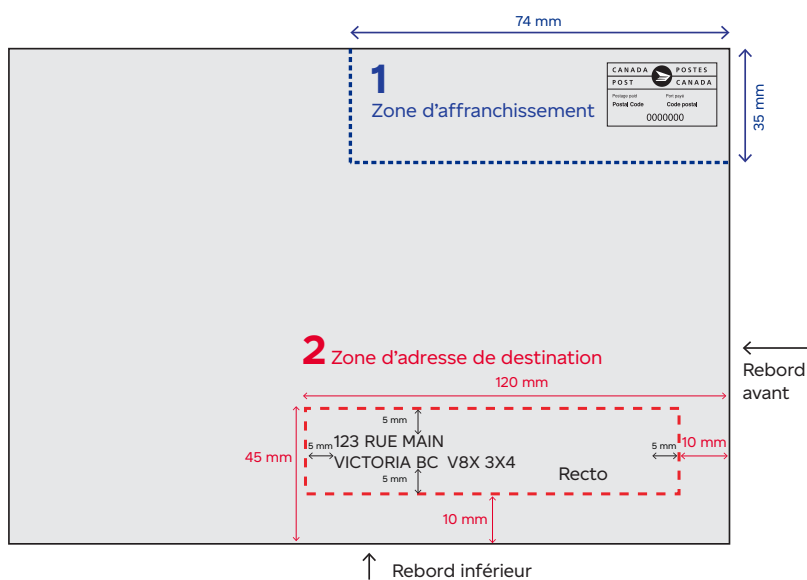 74 mm
1
Zone d'affranchissement
CANADA POSTES
POST CANADA
Postage paid Port payé
Postal Code Code postal
0000000
35 mm
2 Zone d'adresse de destination
Rebord
avant
120 mm
5 mm
123 RUE MAIN
5 mm 5 mm 10 mm
45 mm
VICTORIA BC V8X 3X4
5 mm
Recto
10 mm
Rebord inférieur